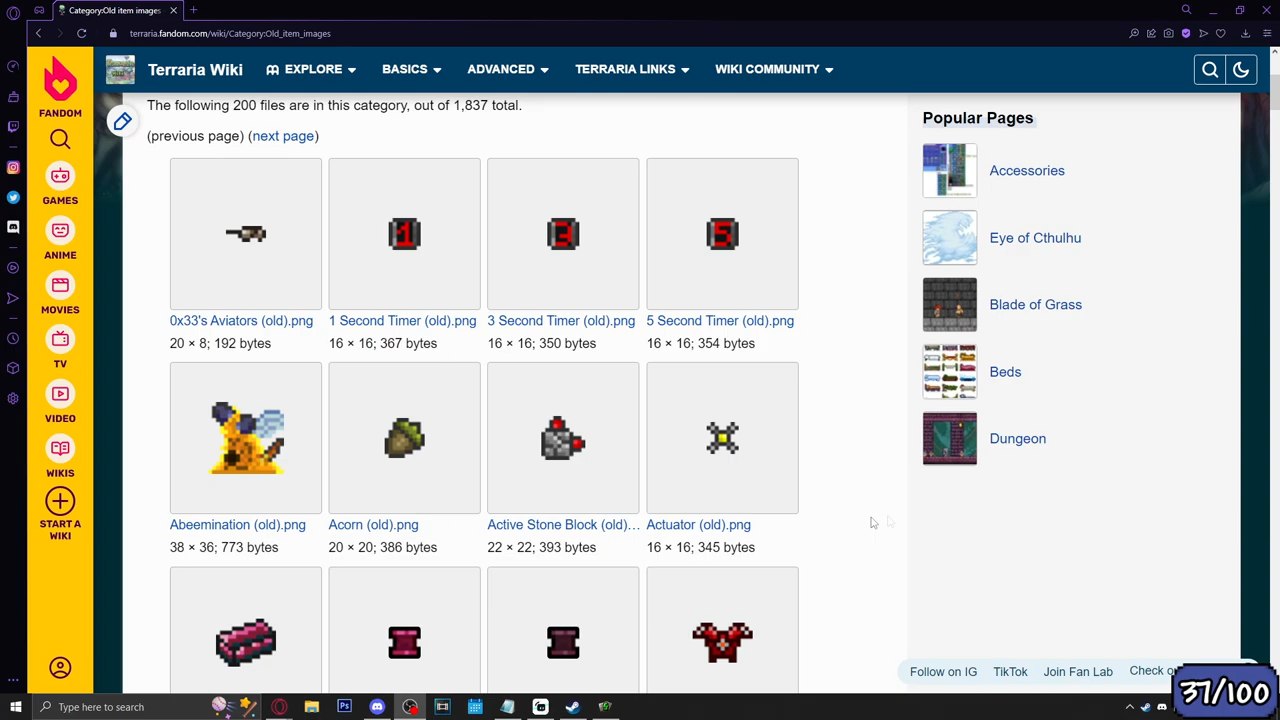 Category:Old item images
terraria.fandom.com/wiki/Category:Old_item_images
FANDOM
GAMES
ANIME
MOVIES
TV
VIDEO
WIKIS
START A
WIKI
Terraria Wiki
EXPLORE
BASICS
ADVANCED
TERRARIA LINKS
WIKI COMMUNITY
The following 200 files are in this category, out of 1,837 total.
(previous page) (next page)
1
3
5
0x33's Aviators (old).png
1 Second Timer (old).png
3 Second Timer (old).png
5 Second Timer (old).png
20 × 8; 192 bytes
16 × 16; 367 bytes
16 × 16; 350 bytes
16 × 16; 354 bytes
Abeemination (old).png
Acorn (old).png
Active Stone Block (old)…
Actuator (old).png
38 × 36; 773 bytes
20 × 20; 386 bytes
22 × 22; 393 bytes
16 × 16; 345 bytes
Popular Pages
Accessories
Eye of Cthulhu
Blade of Grass
Beds
Dungeon
Follow on IG
TikTok
Join Fan Lab
Check o
37/100
Type here to search